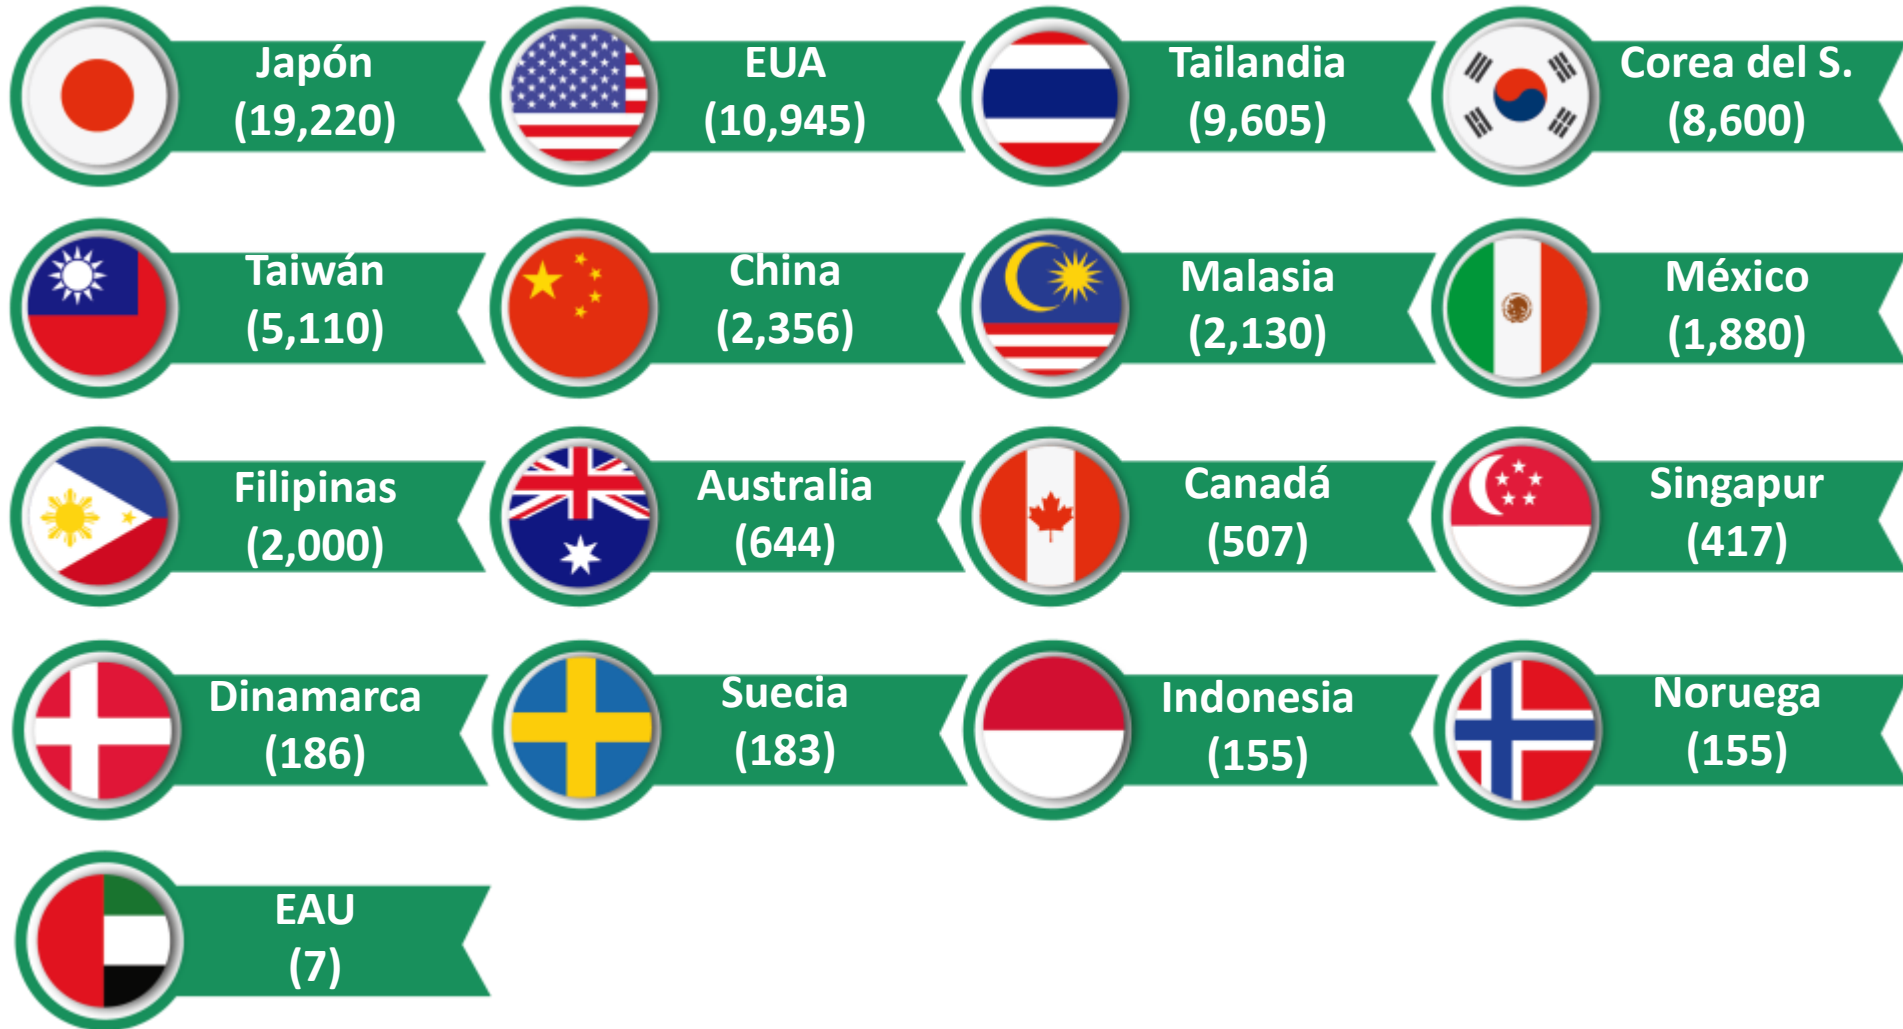 Japón
(19,220)
EUA
(10,945)
Tailandia
(9,605)
Corea del S.
(8,600)
Taiwán
(5,110)
China
(2,356)
Malasia
(2,130)
México
(1,880)
Filipinas
(2,000)
Australia
(644)
Canadá
(507)
Singapur
(417)
Dinamarca
(186)
Suecia
(183)
Indonesia
(155)
Noruega
(155)
EAU
(7)